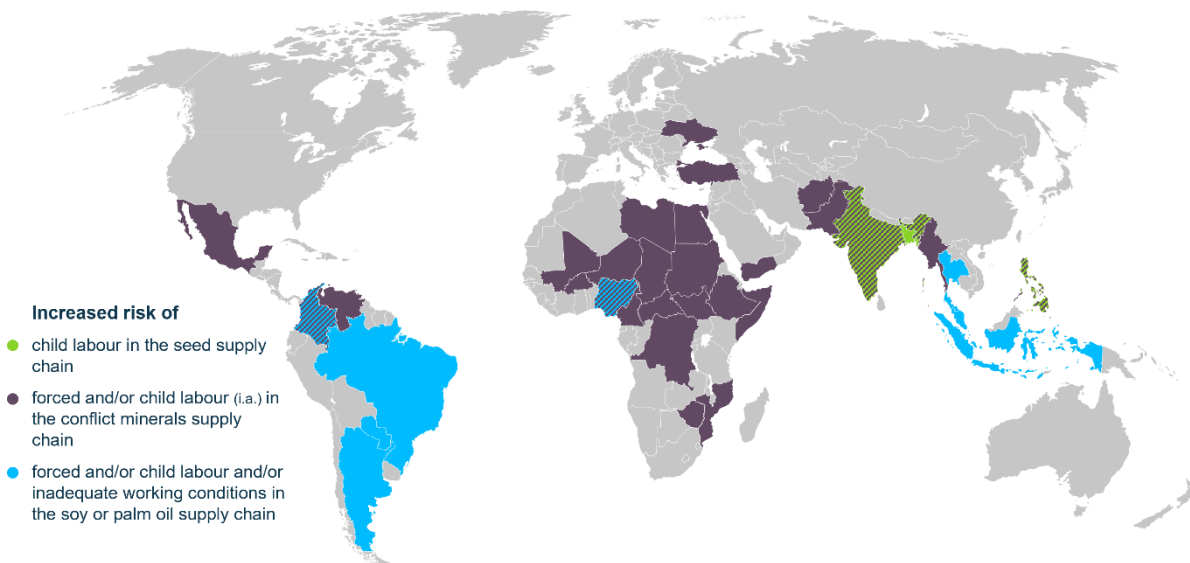 Increased risk of
child labour in the seed supply
chain
forced and/or child labour (i.a.) in
the conflict minerals supply
chain
forced and/or child labour and/or
inadequate working conditions in
the soy or palm oil supply chain